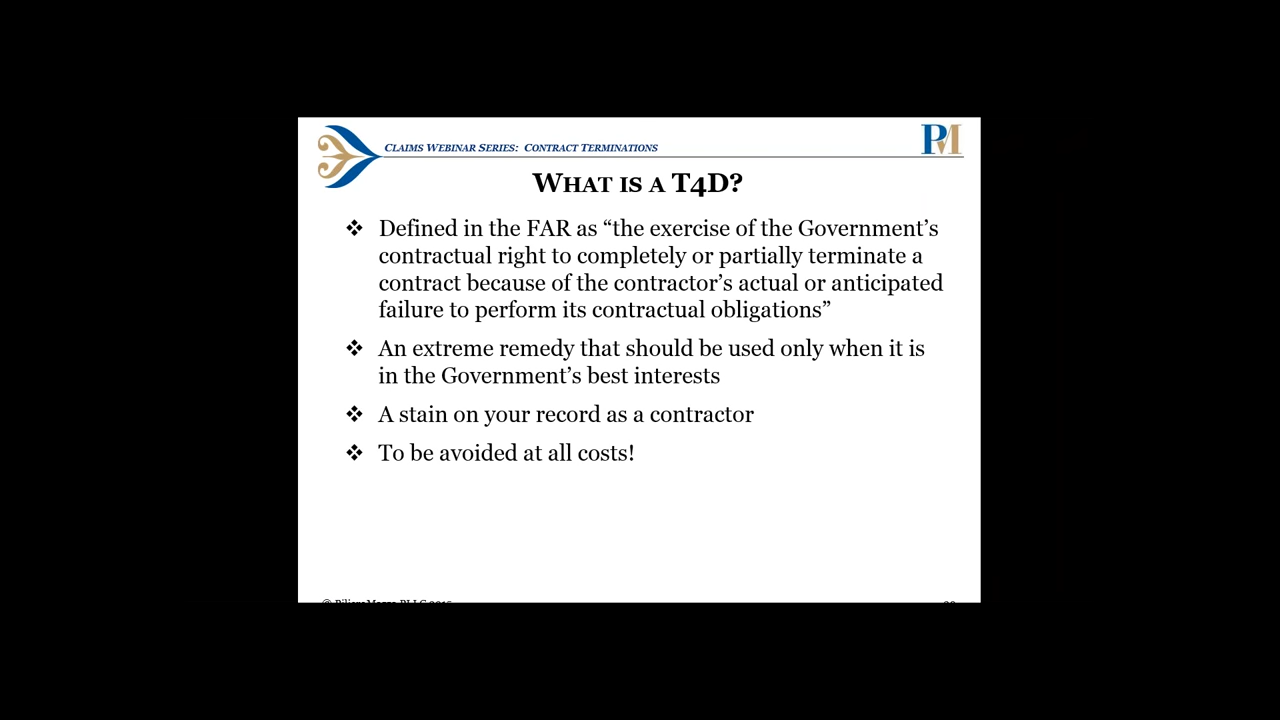 CLAIMS WEBINAR SERIES: CONTRACT TERMINATIONS
PM
WHAT IS A T4D?
❖ Defined in the FAR as “the exercise of the Government’s
contractual right to completely or partially terminate a
contract because of the contractor’s actual or anticipated
failure to perform its contractual obligations”
❖ An extreme remedy that should be used only when it is
in the Government’s best interests
❖ A stain on your record as a contractor
❖ To be avoided at all costs!